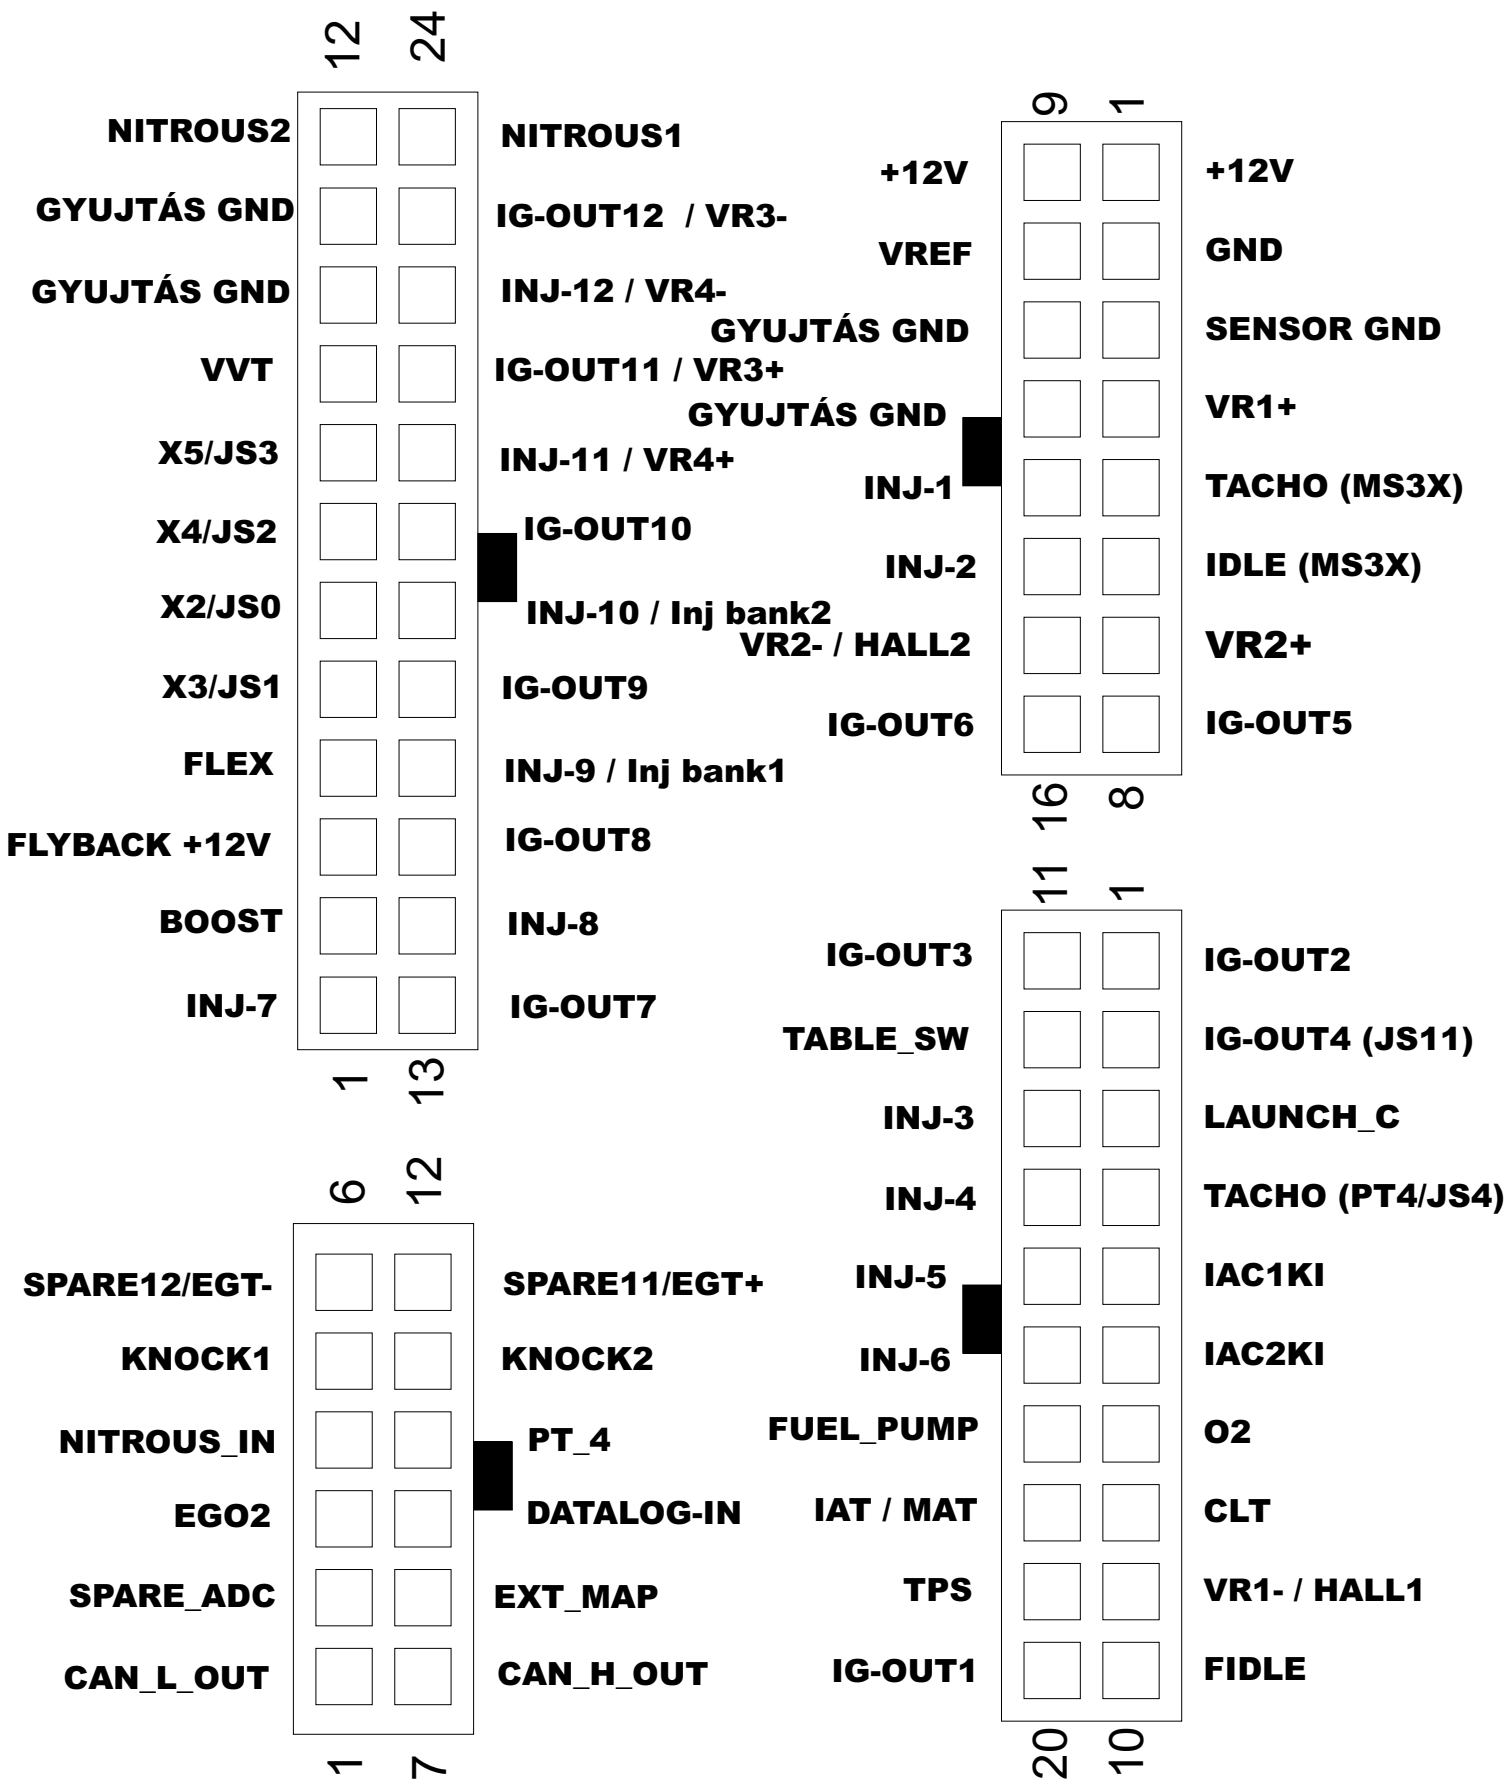 12 24
NITROUS2 NITROUS1
GYUJTÁS GND IG-OUT12 / VR3-
GYUJTÁS GND INJ-12 / VR4-
VVT IG-OUT11 / VR3+
X5/JS3 INJ-11 / VR4+
X4/JS2 IG-OUT10
X2/JS0 INJ-10 / Inj bank2
X3/JS1 IG-OUT9
FLEX INJ-9 / Inj bank1
FLYBACK +12V IG-OUT8
BOOST INJ-8
INJ-7 IG-OUT7
1 13
9 1
+12V +12V
VREF GND
GYUJTÁS GND SENSOR GND
GYUJTÁS GND VR1+
INJ-1 TACHO (MS3X)
INJ-2 IDLE (MS3X)
VR2- / HALL2 VR2+
IG-OUT6 IG-OUT5
16 8
6 12
SPARE12/EGT- SPARE11/EGT+
KNOCK1 KNOCK2
NITROUS_IN PT_4
EGO2 DATALOG-IN
SPARE_ADC EXT_MAP
CAN_L_OUT CAN_H_OUT
1 7
11 1
IG-OUT3 IG-OUT2
TABLE_SW IG-OUT4 (JS11)
INJ-3 LAUNCH_C
INJ-4 TACHO (PT4/JS4)
INJ-5 IAC1KI
INJ-6 IAC2KI
FUEL_PUMP O2
IAT / MAT CLT
TPS VR1- / HALL1
IG-OUT1 FIDLE
20 10